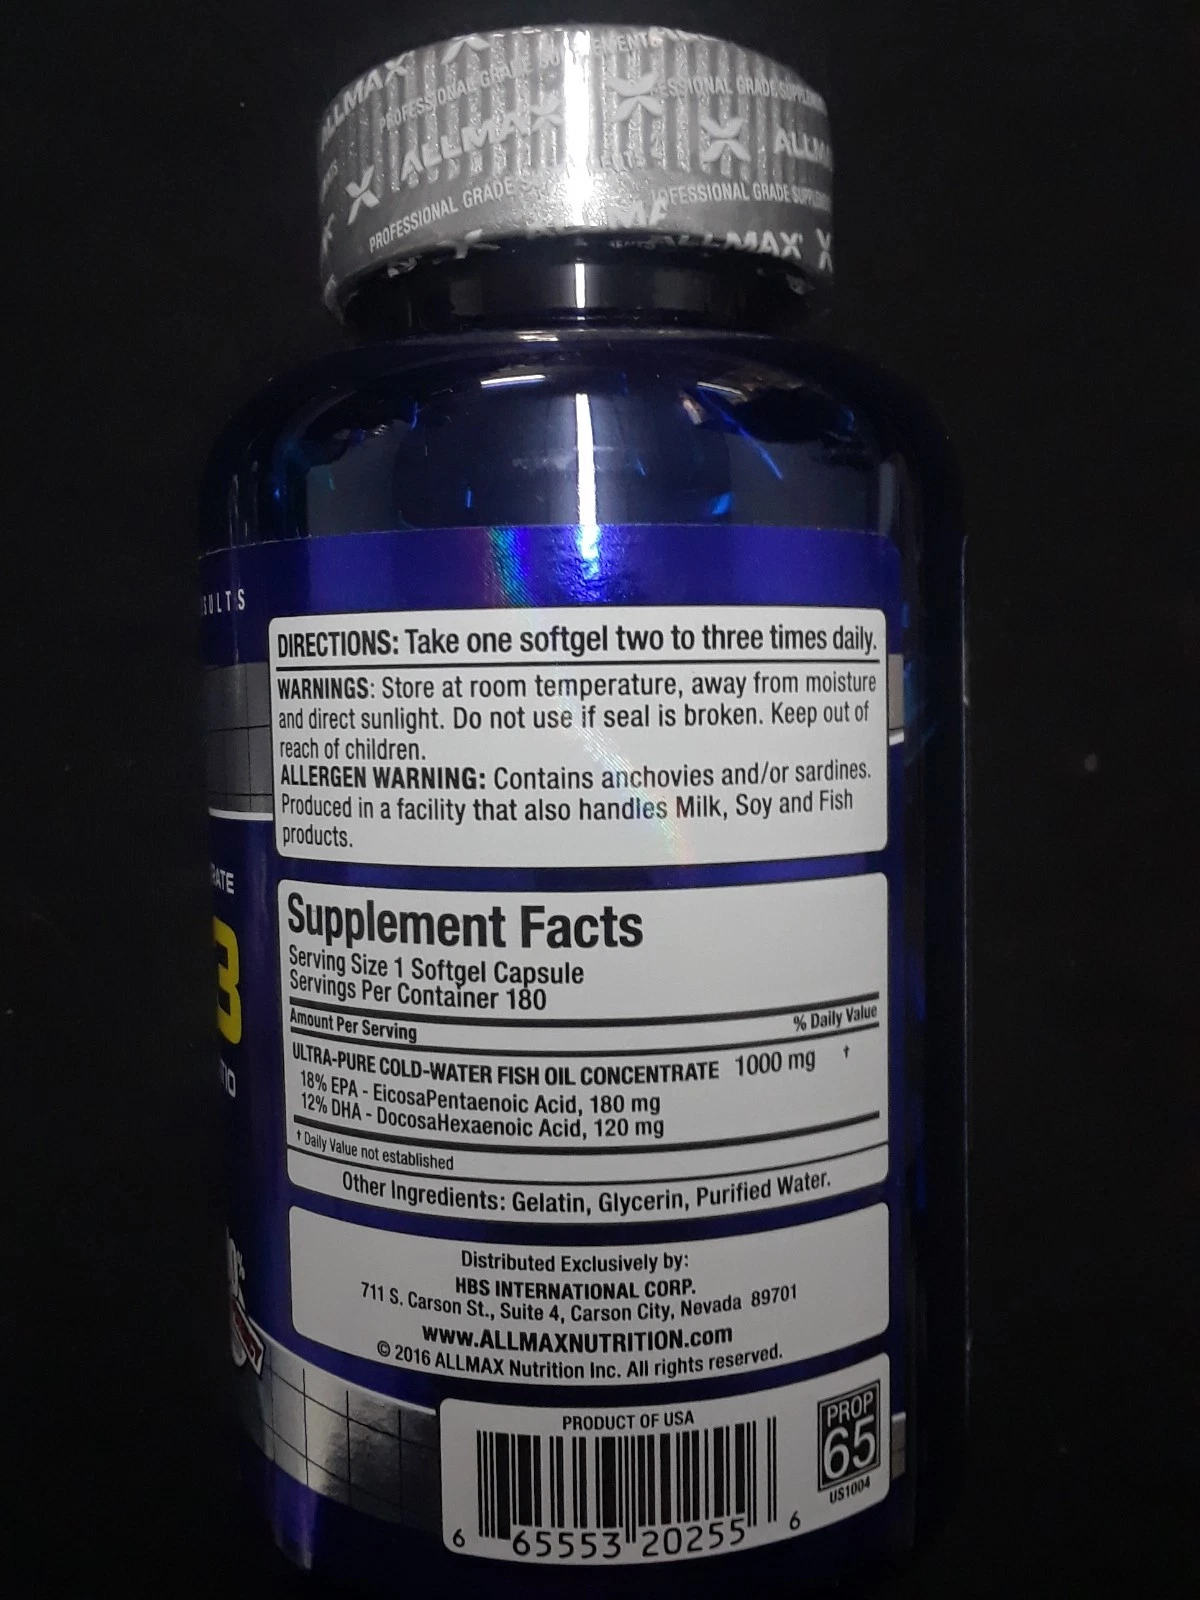 ALLMAX
PROFESSIONAL GRADE
ALLMAX
PROFESSIONAL GRADE
ALLMAX
DIRECTIONS: Take one softgel two to three times daily.
WARNINGS: Store at room temperature, away from moisture
and direct sunlight. Do not use if seal is broken. Keep out of
reach of children.
ALLERGEN WARNING: Contains anchovies and/or sardines.
Produced in a facility that also handles Milk, Soy and Fish
products.
3
Supplement Facts
Serving Size 1 Softgel Capsule
Servings Per Container 180
Amount Per Serving % Daily Value
ULTRA-PURE COLD-WATER FISH OIL CONCENTRATE 1000 mg †
18% EPA - EicosaPentaenoic Acid, 180 mg
12% DHA - DocosaHexaenoic Acid, 120 mg
† Daily Value not established
Other Ingredients: Gelatin, Glycerin, Purified Water.
Distributed Exclusively by:
HBS INTERNATIONAL CORP.
711 S. Carson St., Suite 4, Carson City, Nevada 89701
www.ALLMAXNUTRITION.com
© 2016 ALLMAX Nutrition Inc. All rights reserved.
PRODUCT OF USA
PROP
65
US1004
6 65553 20255 6